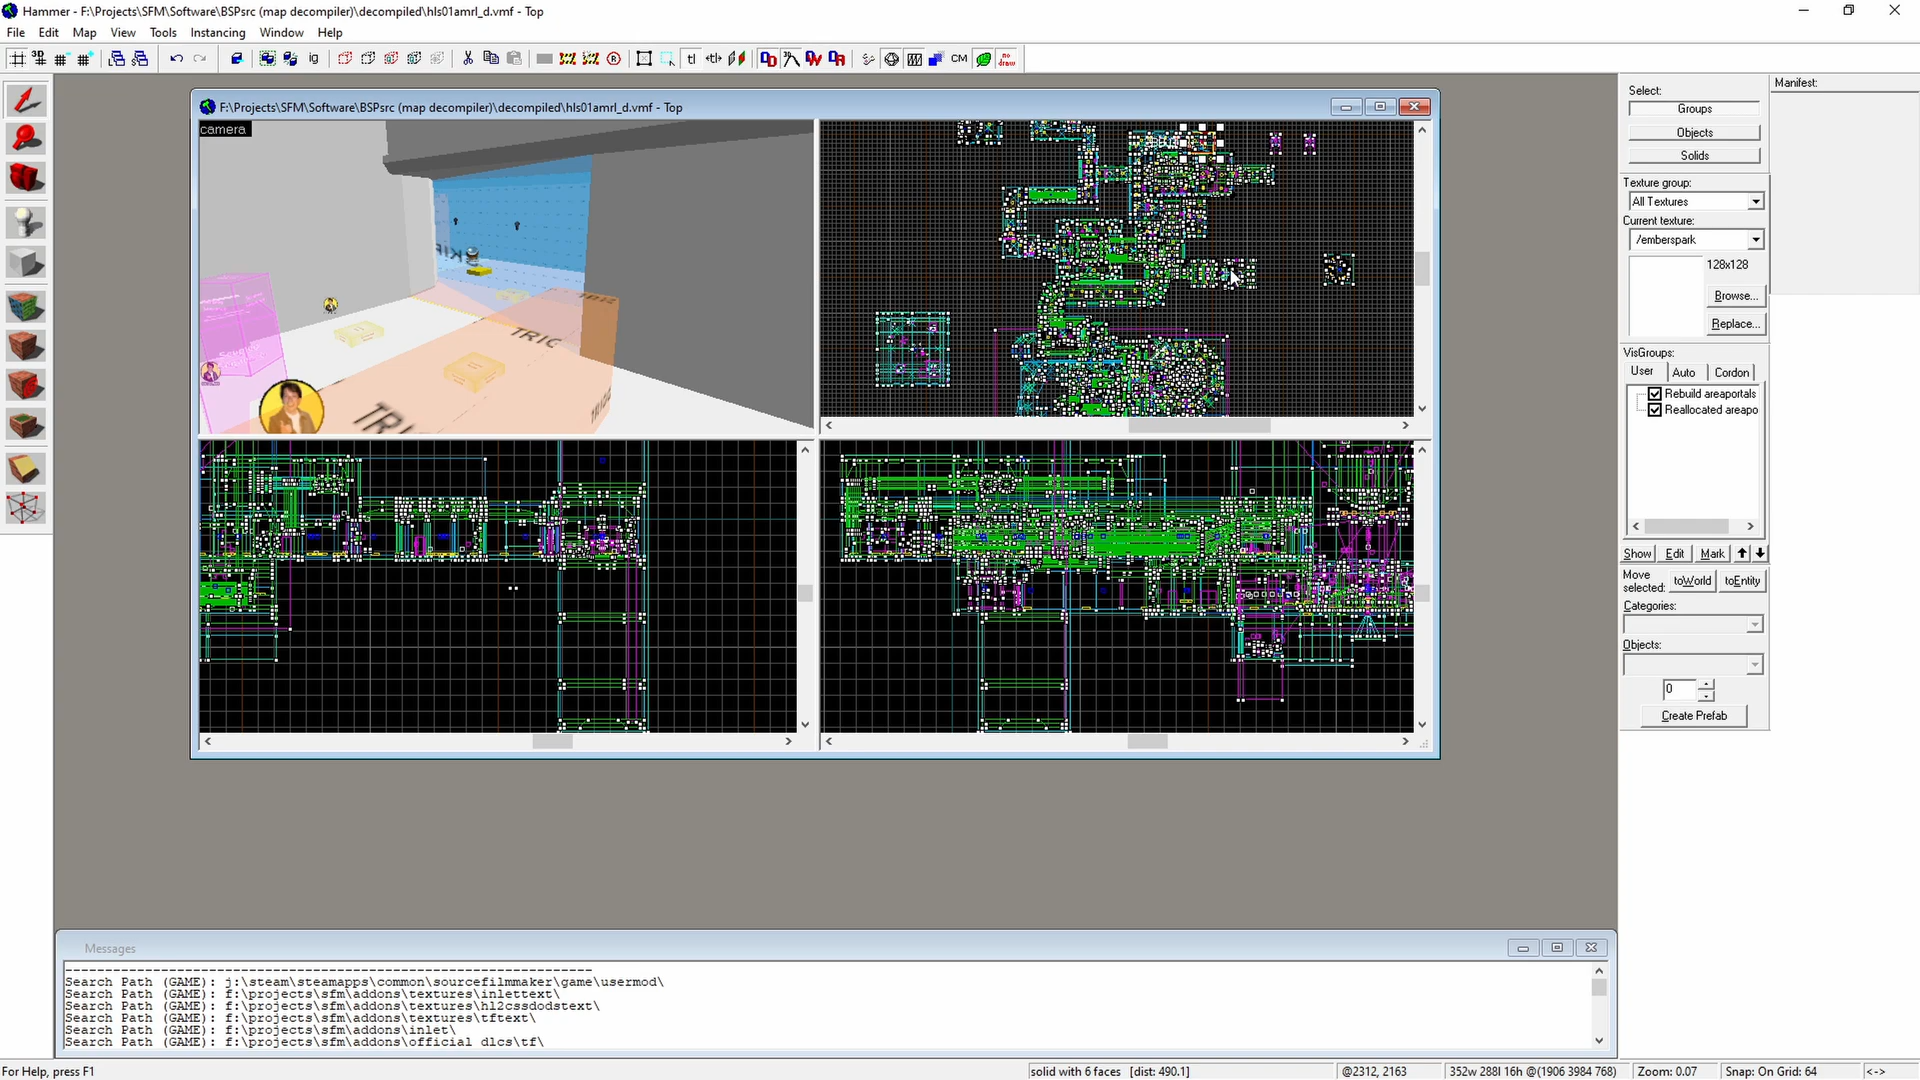 Hammer - F:\Projects\SFM\Software\BSPsrc (map decompiler)\decompiled\hls01amrl_d.vmf - Top
File Edit Map View Tools Instancing Window Help
3D
ig
tl
CM
no draw
F:\Projects\SFM\Software\BSPsrc (map decompiler)\decompiled\hls01amrl_d.vmf - Top
camera
TRIG
Select:
Groups
Objects
Solids
Texture group:
All Textures
Current texture:
/emberspark
128x128
Browse...
Replace...
VisGroups:
User Auto Cordon
Rebuild areaportals
Reallocated areapo
Show Edit Mark
Move selected: toWorld toEntity
Categories:
Objects:
0
Create Prefab
Manifest:
Messages
--------------------------------------------------------------------
Search Path (GAME): j:\steam\steamapps\common\sourcefilmmaker\game\usermod\
Search Path (GAME): f:\projects\sfm\addons\textures\inlettext\
Search Path (GAME): f:\projects\sfm\addons\textures\hl2cssdodstext\
Search Path (GAME): f:\projects\sfm\addons\textures\tftext\
Search Path (GAME): f:\projects\sfm\addons\inlet\
Search Path (GAME): f:\projects\sfm\addons\official dlcs\tf\
For Help, press F1
solid with 6 faces [dist: 490.1]
@2312, 2163
352w 288l 16h @(1906 3984 768)
Zoom: 0.07
Snap: On Grid: 64
<->